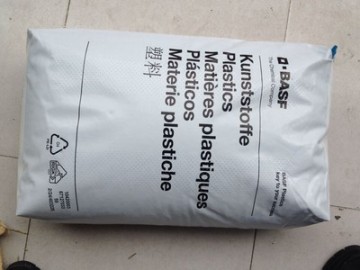 BASF
The Chemical Company
Kunststoffe
Plastics
Matières plastiques
Plásticos
Materie plastiche
塑料